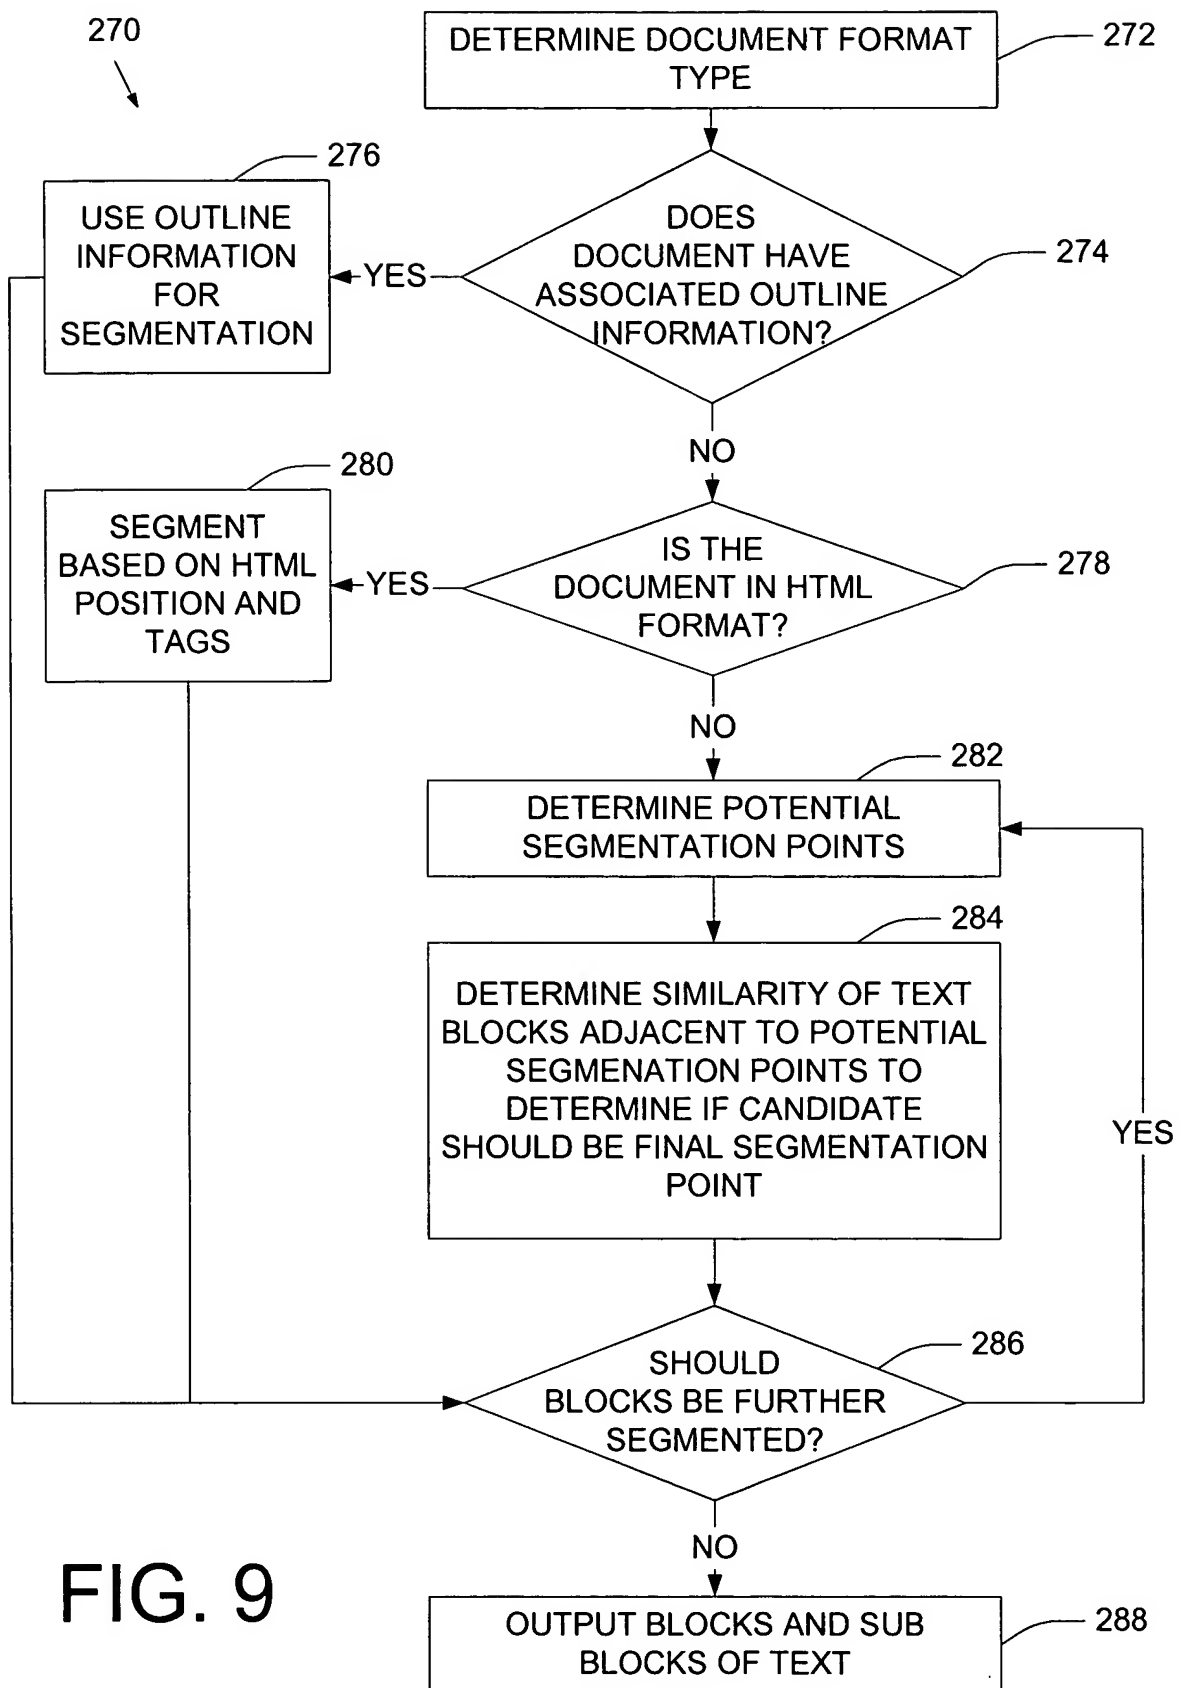 270
DETERMINE DOCUMENT FORMAT
TYPE
272
276
USE OUTLINE
INFORMATION
FOR
SEGMENTATION
YES
DOES
DOCUMENT HAVE
ASSOCIATED OUTLINE
INFORMATION?
274
NO
280
SEGMENT
BASED ON HTML
POSITION AND
TAGS
YES
IS THE
DOCUMENT IN HTML
FORMAT?
278
NO
282
DETERMINE POTENTIAL
SEGMENTATION POINTS
284
DETERMINE SIMILARITY OF TEXT
BLOCKS ADJACENT TO POTENTIAL
SEGMENATION POINTS TO
DETERMINE IF CANDIDATE
SHOULD BE FINAL SEGMENTATION
POINT
YES
286
SHOULD
BLOCKS BE FURTHER
SEGMENTED?
NO
FIG. 9
OUTPUT BLOCKS AND SUB
BLOCKS OF TEXT
288